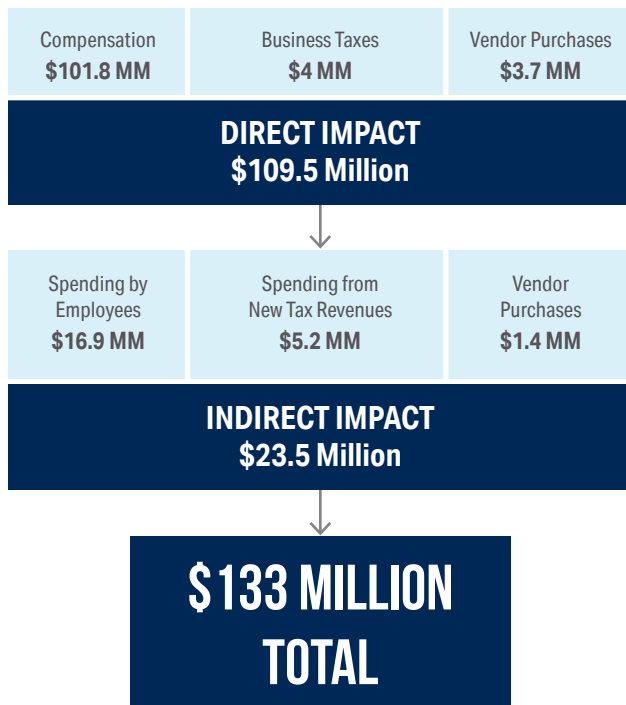 Compensation
$101.8 MM
Business Taxes
$4 MM
Vendor Purchases
$3.7 MM
DIRECT IMPACT
$109.5 Million
Spending by
Employees
$16.9 MM
Spending from
New Tax Revenues
$5.2 MM
Vendor
Purchases
$1.4 MM
INDIRECT IMPACT
$23.5 Million
$133 MILLION
TOTAL